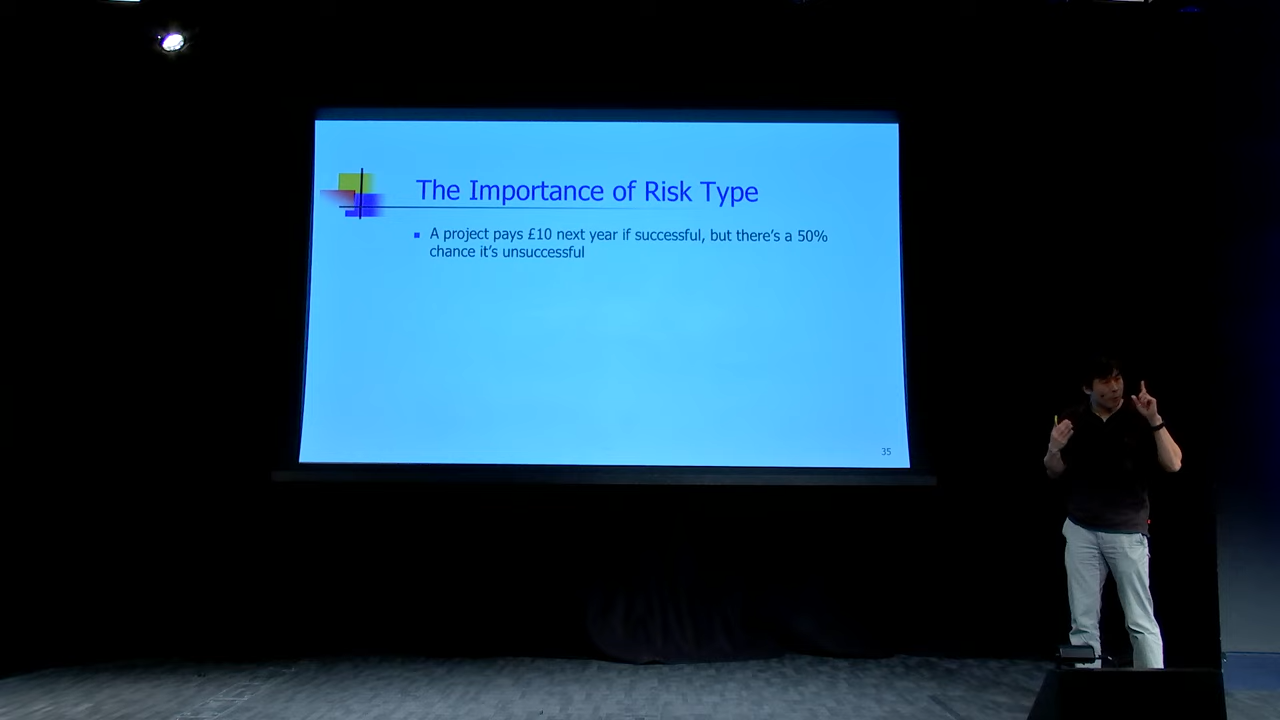 The Importance of Risk Type
A project pays £10 next year if successful, but there's a 50%
chance it's unsuccessful
35